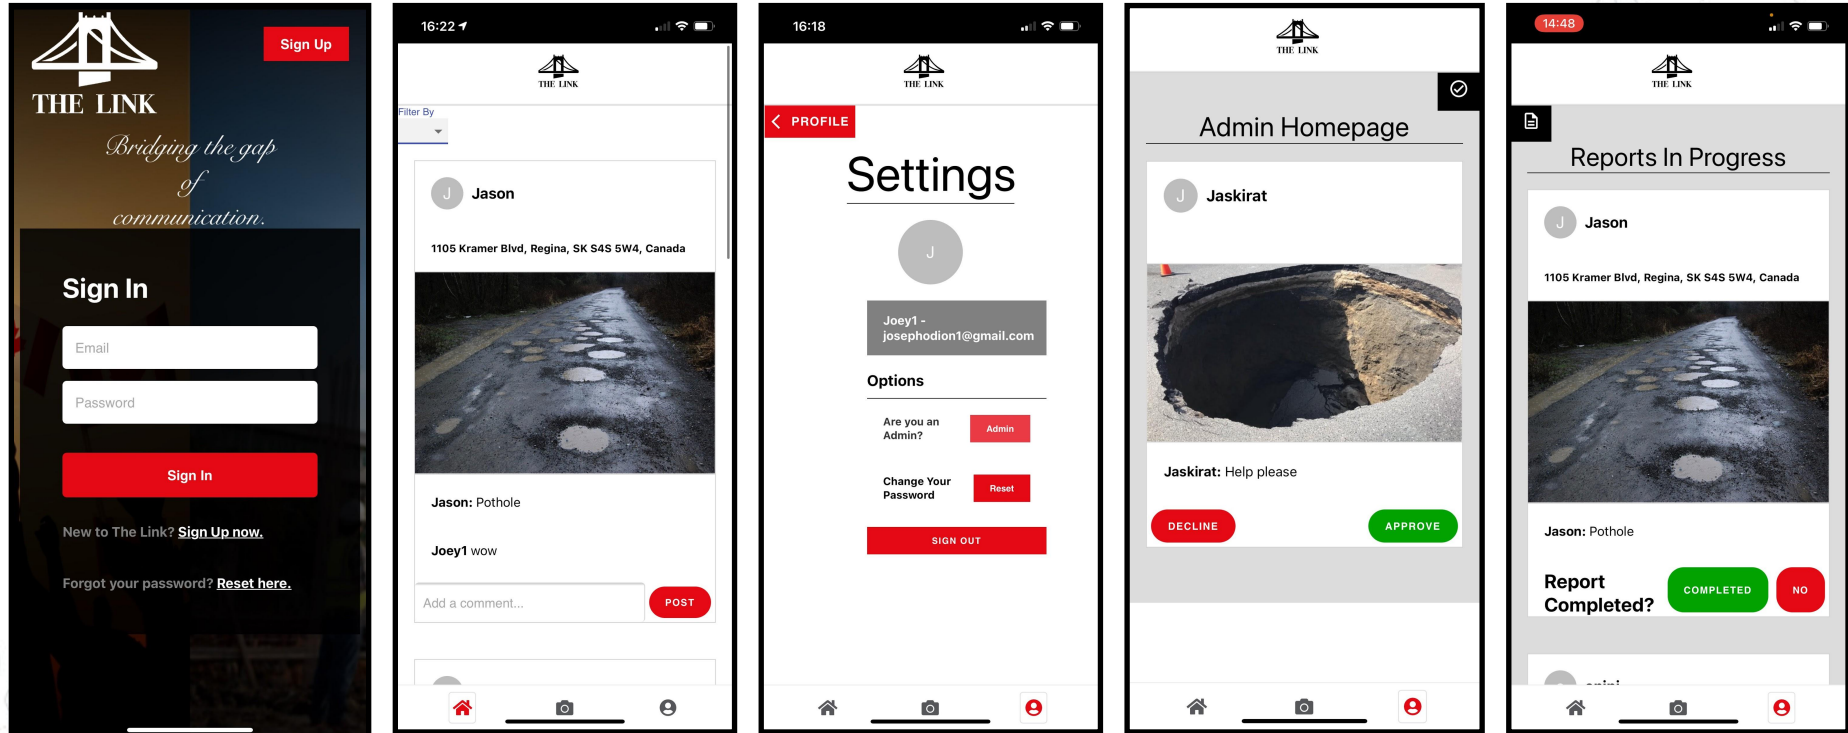 THE LINK
Sign Up
Bridging the gap
of
communication.
Sign In
Email
Password
Sign In
New to The Link? Sign Up now.
Forgot your password? Reset here.
16:22
THE LINK
Filter By
J
Jason
1105 Kramer Blvd, Regina, SK S4S 5W4, Canada
Jason: Pothole
Joey1 wow
Add a comment...
POST
16:18
THE LINK
PROFILE
Settings
J
Joey1 -
josephodion1@gmail.com
Options
Are you an
Admin?
Admin
Change Your
Password
Reset
SIGN OUT
THE LINK
Admin Homepage
J
Jaskirat
Jaskirat: Help please
DECLINE
APPROVE
14:48
THE LINK
Reports In Progress
J
Jason
1105 Kramer Blvd, Regina, SK S4S 5W4, Canada
Jason: Pothole
Report
Completed?
COMPLETED
NO